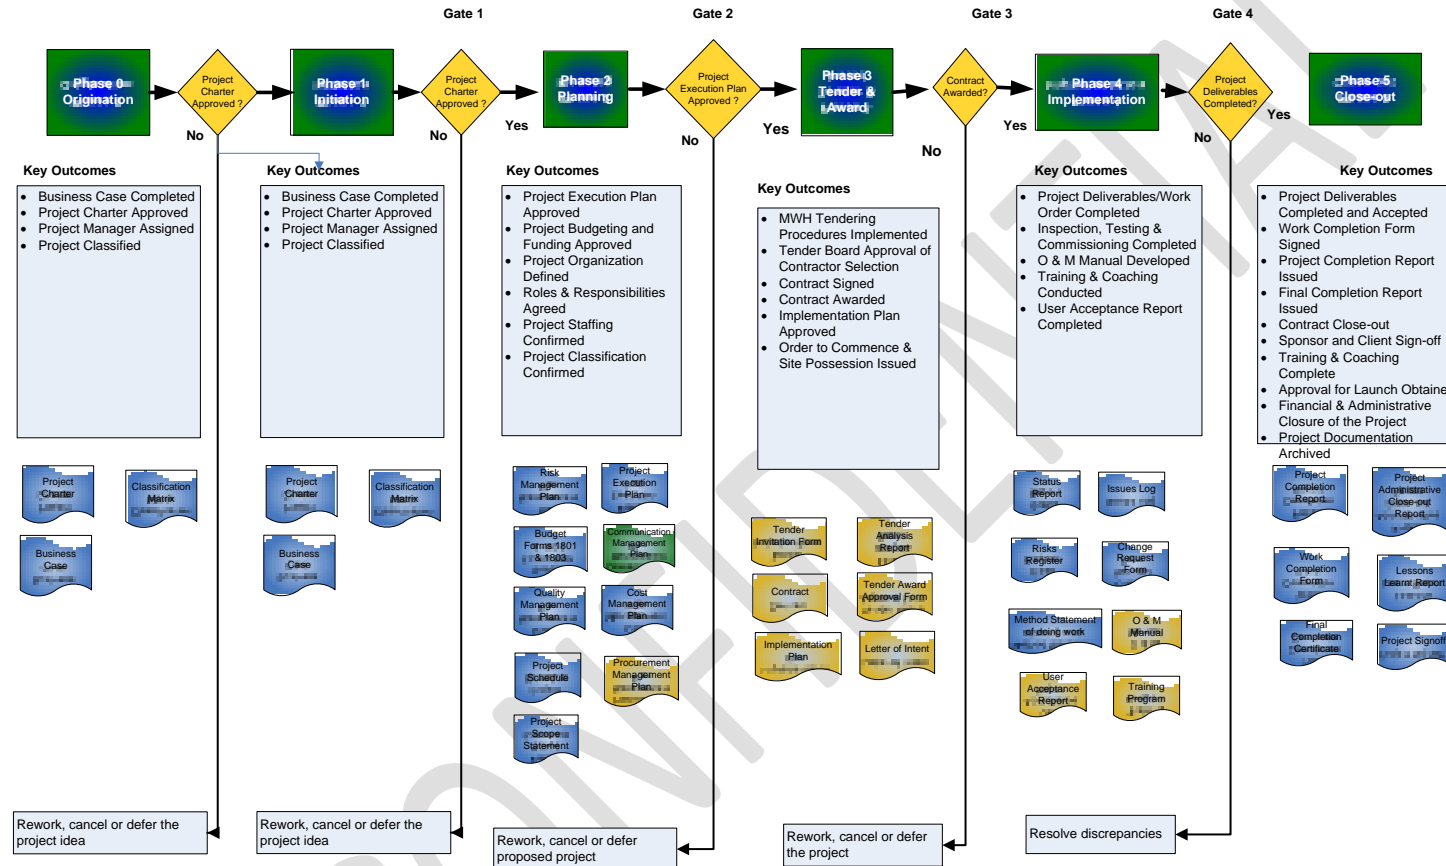 Gate 1
Gate 2
Gate 3
Gate 4
Phase 0
Origination
Project
Charter
Approved ?
No
Phase 1
Initiation
Project
Charter
Approved ?
No
Yes
Phase 2
Planning
Project
Execution Plan
Approved ?
No
Yes
Phase 3
Tender &
Award
Contract
Awarded?
No
Yes
Phase 4
Implementation
Project
Deliverables
Completed?
No
Yes
Phase 5
Close-out
Key Outcomes
• Business Case Completed
• Project Charter Approved
• Project Manager Assigned
• Project Classified
Key Outcomes
• Business Case Completed
• Project Charter Approved
• Project Manager Assigned
• Project Classified
Key Outcomes
• Project Execution Plan
Approved
• Project Budgeting and
Funding Approved
• Project Organization
Defined
• Roles & Responsibilities
Agreed
• Project Staffing
Confirmed
• Project Classification
Confirmed
Key Outcomes
• MWH Tendering
Procedures Implemented
• Tender Board Approval of
Contractor Selection
• Contract Signed
• Contract Awarded
• Implementation Plan
Approved
• Order to Commence &
Site Possession Issued
Key Outcomes
• Project Deliverables/Work
Order Completed
• Inspection, Testing &
Commissioning Completed
• O & M Manual Developed
• Training & Coaching
Conducted
• User Acceptance Report
Completed
Key Outcomes
• Project Deliverables
Completed and Accepted
• Work Completion Form
Signed
• Project Completion Report
Issued
• Final Completion Report
Issued
• Contract Close-out
• Sponsor and Client Sign-off
• Training & Coaching
Complete
• Approval for Launch Obtaine
• Financial & Administrative
Closure of the Project
• Project Documentation
Archived
Project
Charter
Classification
Matrix
Business
Case
Project
Charter
Classification
Matrix
Business
Case
Risk
Management
Plan
Project
Execution
Plan
Budget
Forms 1801
& 1803
Communication
Management
Plan
Quality
Management
Plan
Cost
Management
Plan
Project
Schedule
Procurement
Management
Plan
Project
Scope
Statement
Tender
Invitation Form
Tender
Analysis
Report
Contract
Tender Award
Approval Form
Implementation
Plan
Letter of Intent
Status
Report
Issues Log
Risks
Register
Change
Request
Form
Method Statement
of doing work
O & M
Manual
User
Acceptance
Report
Training
Program
Project
Completion
Report
Project
Administrative
Close-out
Report
Work
Completion
Form
Lessons
Learnt Report
Final
Completion
Certificate
Project Signoff
Rework, cancel or defer the
project idea
Rework, cancel or defer the
project idea
Rework, cancel or defer
proposed project
Rework, cancel or defer
the project
Resolve discrepancies
CONFIDENTIAL